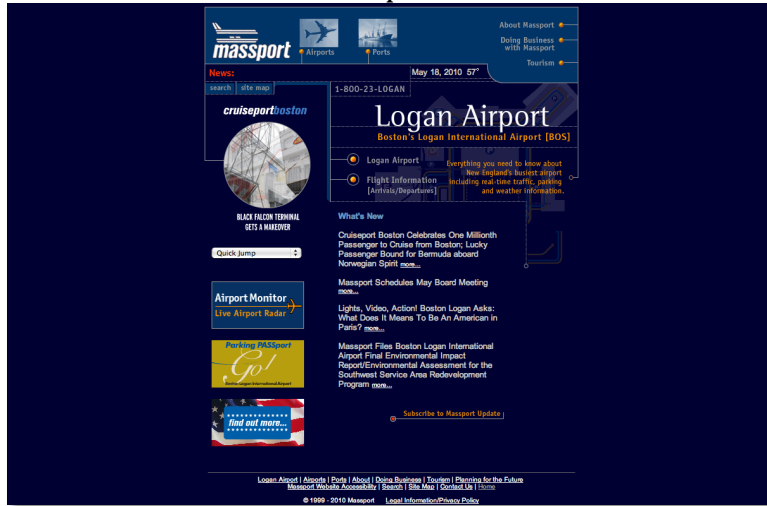 massport
Airports
Ports
About Massport
Doing Business
with Massport
Tourism
News:
May 18, 2010 57°
search
site map
1-800-23-LOGAN
cruiseportboston
BLACK FALCON TERMINAL
GETS A MAKEOVER
Quick Jump
Airport Monitor
Live Airport Radar
Parking PASSport
Go!
Boston Logan International Airport
find out more...
Logan Airport
Boston's Logan International Airport [BOS]
Logan Airport
Flight Information
[Arrivals/Departures]
Everything you need to know about
New England's busiest airport
including real-time traffic, parking
and weather information.
What's New
Cruiseport Boston Celebrates One Millionth
Passenger to Cruise from Boston; Lucky
Passenger Bound for Bermuda aboard
Norwegian Spirit more...
Massport Schedules May Board Meeting
more...
Lights, Video, Action! Boston Logan Asks:
What Does It Means To Be An American in
Paris? more...
Massport Files Boston Logan International
Airport Final Environmental Impact
Report/Environmental Assessment for the
Southwest Service Area Redevelopment
Program more...
Subscribe to Massport Update
Logan Airport | Airports | Ports | About | Doing Business | Tourism | Planning for the Future
Massport Website Accessibility | Search | Site Map | Contact Us | Home
© 1999 - 2010 Massport Legal Information/Privacy Policy